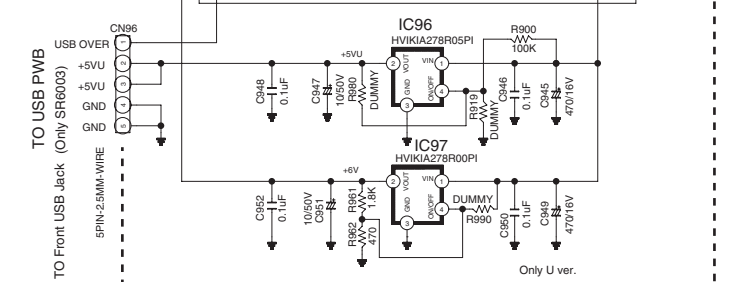 TO USB PWB
TO Front USB Jack (Only SR6003)
5PIN-2.5MM-WIRE
CN96
USB OVER 1
+5VU 2
+5VU 3
GND 4
GND 5
IC96
HVIKIA278R05PI
+5VU
2 VOUT
VIN 1
GND
3
ON/OFF 4
C948
0.1uF
C947
10/50V
R980
DUMMY
R919
DUMMY
R900
100K
C946
0.1uF
C945
470/16V
IC97
HVIKIA278R00PI
+6V
2 VOUT
VIN 1
GND
3
ON/OFF 4
C952
0.1uF
10/50V
C951
R961
1.8K
R962
470
DUMMY
R990
C950
0.1uF
C949
470/16V
Only U ver.